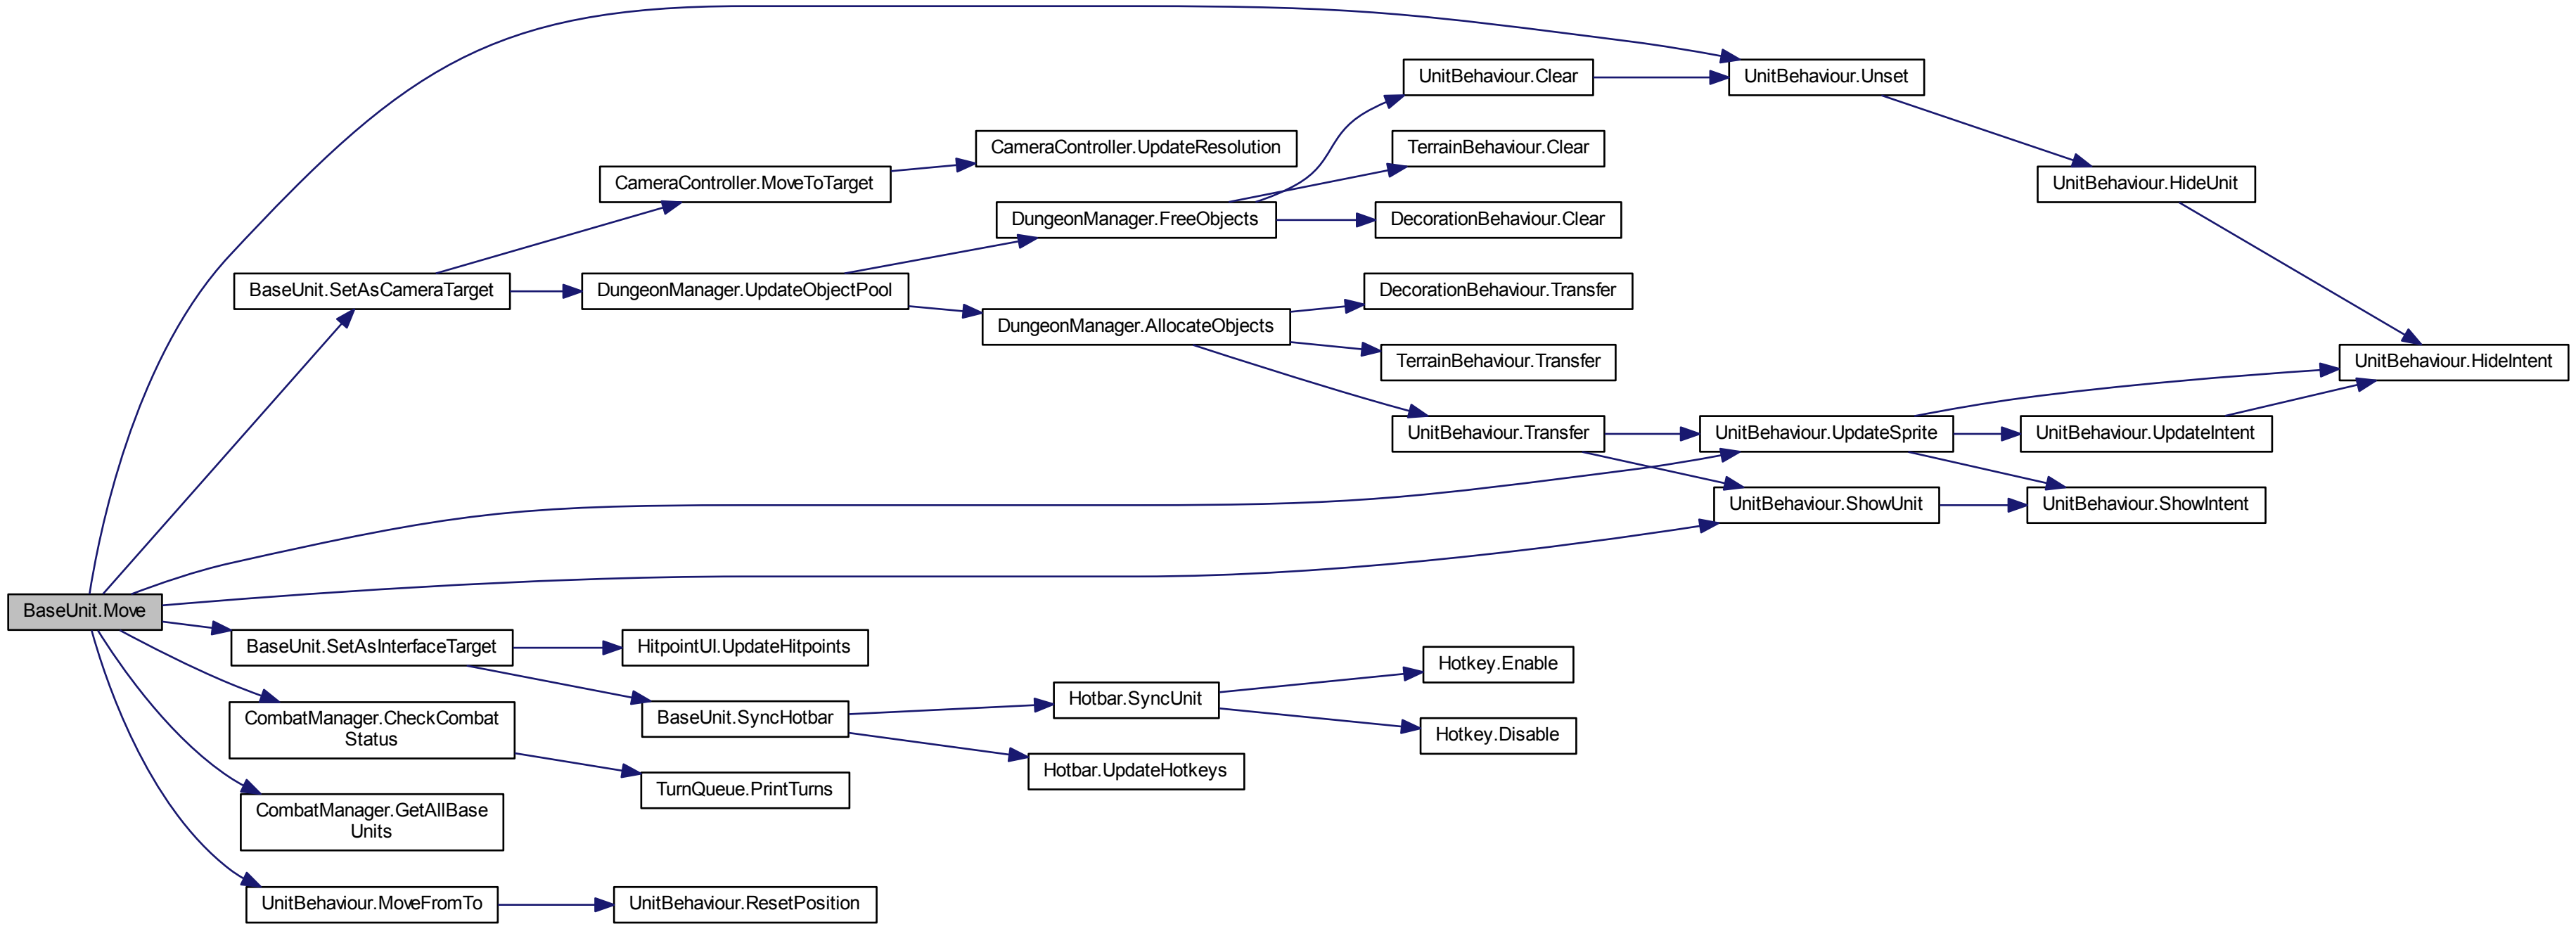 UnitBehaviour.Clear
UnitBehaviour.Unset
CameraController.UpdateResolution
TerrainBehaviour.Clear
CameraController.MoveToTarget
UnitBehaviour.HideUnit
DungeonManager.FreeObjects
DecorationBehaviour.Clear
BaseUnit.SetAsCameraTarget
DungeonManager.UpdateObjectPool
DecorationBehaviour.Transfer
DungeonManager.AllocateObjects
TerrainBehaviour.Transfer
UnitBehaviour.HideIntent
UnitBehaviour.Transfer
UnitBehaviour.UpdateSprite
UnitBehaviour.UpdateIntent
UnitBehaviour.ShowUnit
UnitBehaviour.ShowIntent
BaseUnit.Move
BaseUnit.SetAsInterfaceTarget
HitpointUI.UpdateHitpoints
Hotkey.Enable
Hotbar.SyncUnit
BaseUnit.SyncHotbar
CombatManager.CheckCombat
Status
Hotkey.Disable
Hotbar.UpdateHotkeys
TurnQueue.PrintTurns
CombatManager.GetAllBase
Units
UnitBehaviour.MoveFromTo
UnitBehaviour.ResetPosition